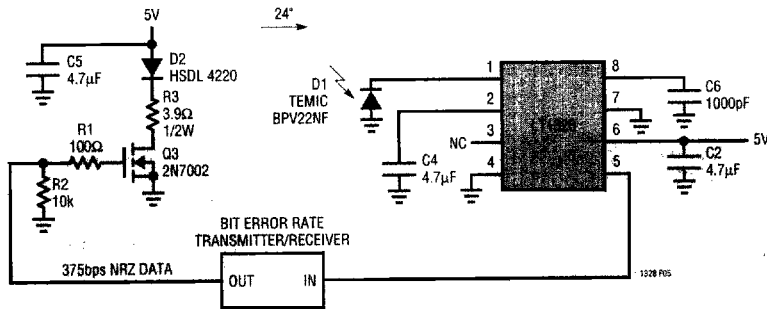 5V
24°
C5
4.7µF
D2
HSDL 4220
R3
3.9Ω
1/2W
R1
100Ω
Q3
2N7002
R2
10k
D1
TEMIC
BPV22NF
1
2
3
4
8
7
6
5
NC
C4
4.7µF
C6
1000pF
5V
C2
4.7µF
BIT ERROR RATE
TRANSMITTER/RECEIVER
375bps NRZ DATA
OUT
IN
1328 F05